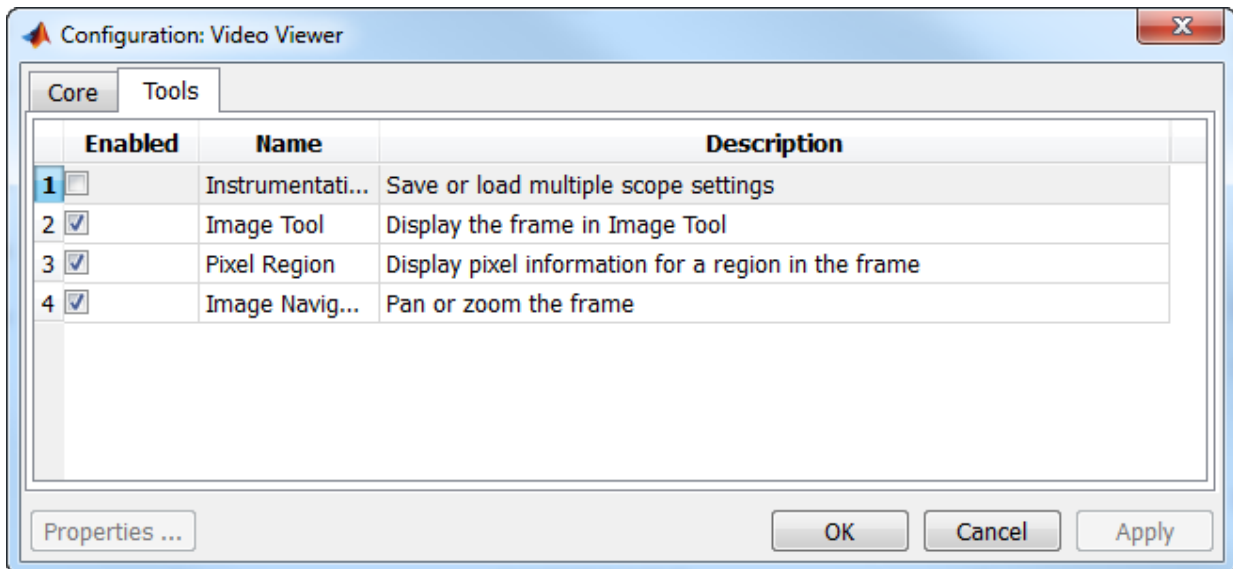 Configuration: Video Viewer
Core Tools
Enabled Name Description
1 Instrumentati... Save or load multiple scope settings
2 Image Tool Display the frame in Image Tool
3 Pixel Region Display pixel information for a region in the frame
4 Image Navig... Pan or zoom the frame
Properties ... OK Cancel Apply